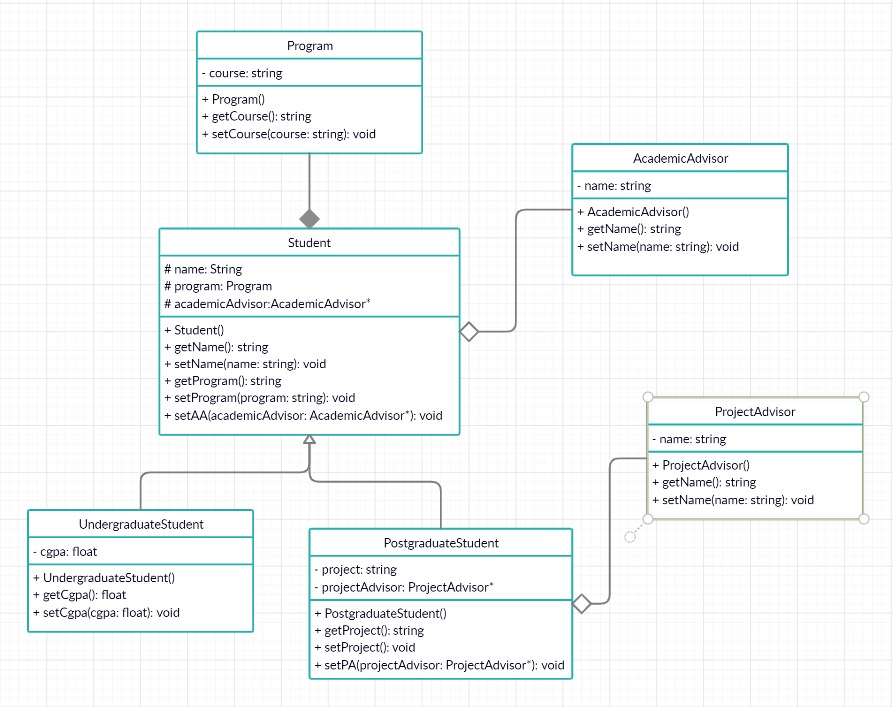 Program
- course: string
+ Program()
+ getCourse(): string
+ setCourse(course: string): void
AcademicAdvisor
- name: string
+ AcademicAdvisor()
+ getName(): string
+ setName(name: string): void
Student
# name: String
# program: Program
# academicAdvisor:AcademicAdvisor*
+ Student()
+ getName(): string
+ setName(name: string): void
+ getProgram(): string
+ setProgram(program: string): void
+ setAA(academicAdvisor: AcademicAdvisor*): void
ProjectAdvisor
- name: string
+ ProjectAdvisor()
+ getName(): string
+ setName(name: string): void
UndergraduateStudent
- cgpa: float
+ UndergraduateStudent()
+ getCgpa(): float
+ setCgpa(cgpa: float): void
PostgraduateStudent
- project: string
- projectAdvisor: ProjectAdvisor*
+ PostgraduateStudent()
+ getProject(): string
+ setProject(): void
+ setPA(projectAdvisor: ProjectAdvisor*): void